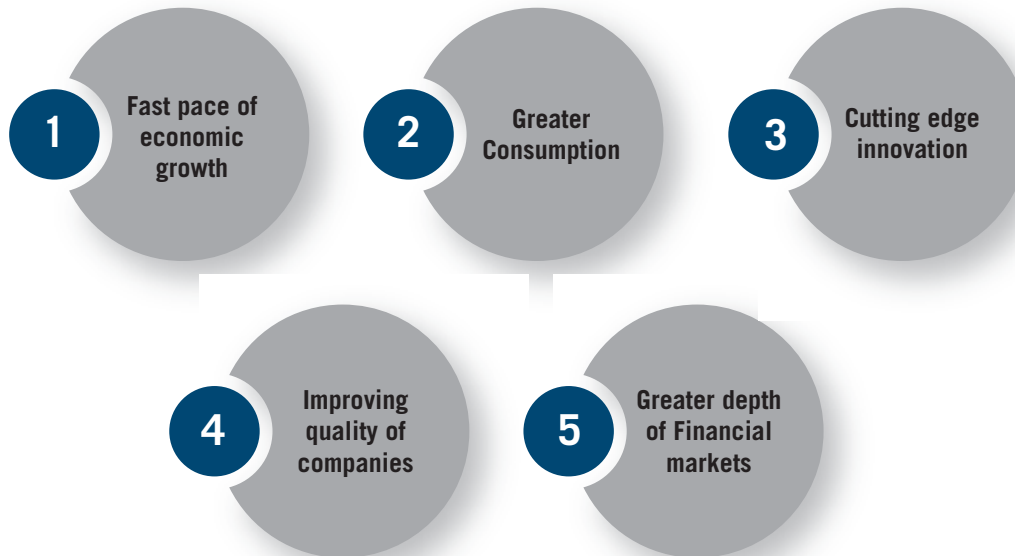 1
Fast pace of
economic
growth
2
Greater
Consumption
3
Cutting edge
innovation
4
Improving
quality of
companies
5
Greater depth
of Financial
markets